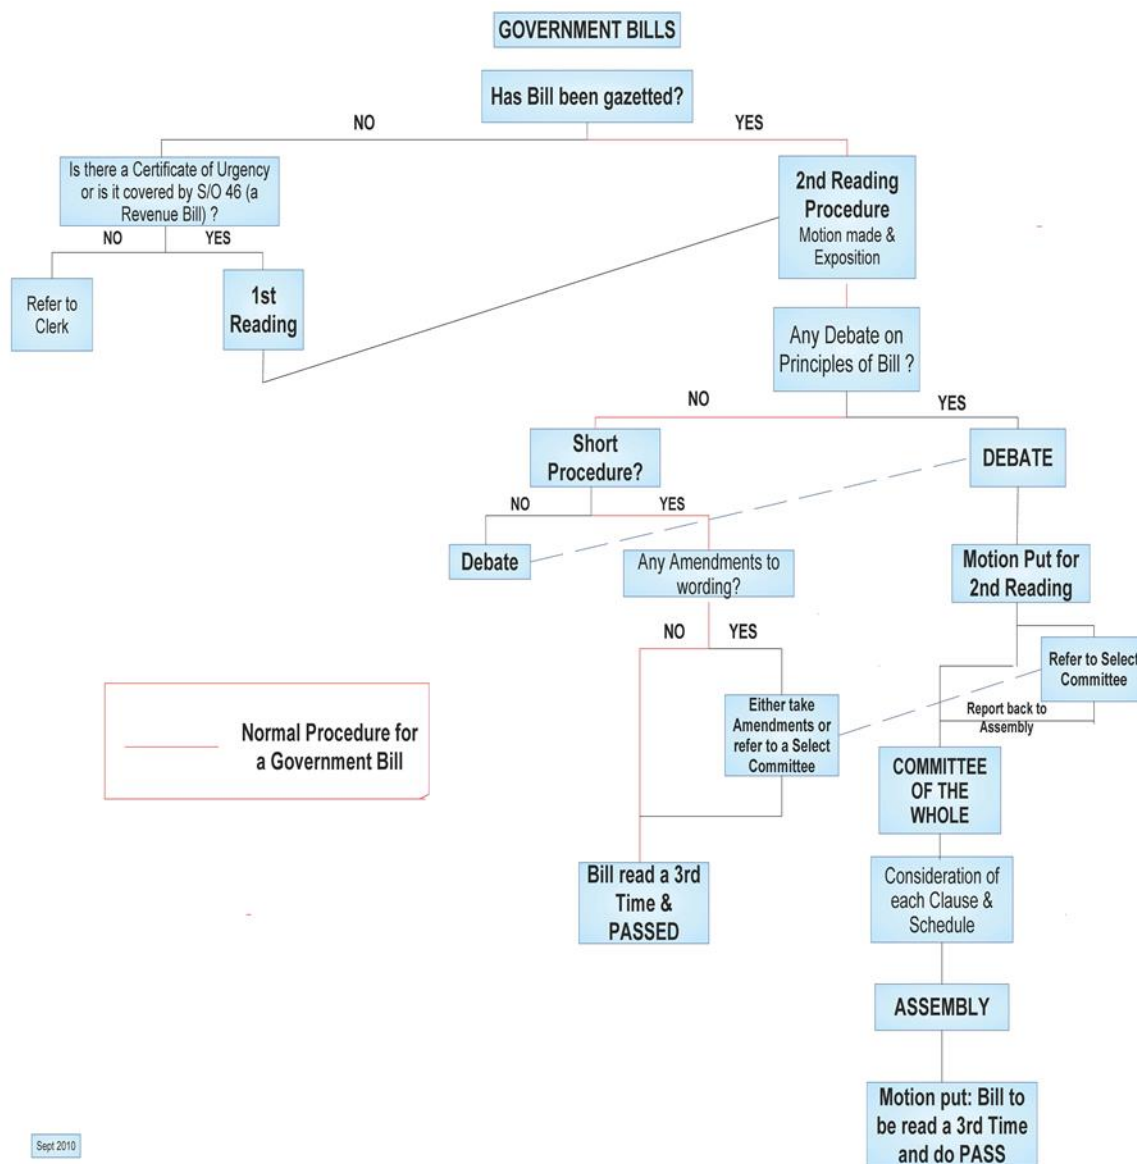 GOVERNMENT BILLS
Has Bill been gazetted?
NO
YES
Is there a Certificate of Urgency
or is it covered by S/O 46 (a
Revenue Bill) ?
NO
YES
Refer to
Clerk
1st
Reading
2nd Reading
Procedure
Motion made &
Exposition
Any Debate on
Principles of Bill ?
NO
YES
Short
Procedure?
NO
YES
Debate
Any Amendments to
wording?
NO
YES
Either take
Amendments or
refer to a Select
Committee
Bill read a 3rd
Time &
PASSED
DEBATE
Motion Put for
2nd Reading
Refer to Select
Committee
Report back to
Assembly
COMMITTEE
OF THE
WHOLE
Consideration of
each Clause &
Schedule
ASSEMBLY
Motion put: Bill to
be read a 3rd Time
and do PASS
Normal Procedure for
a Government Bill
Sept 2010